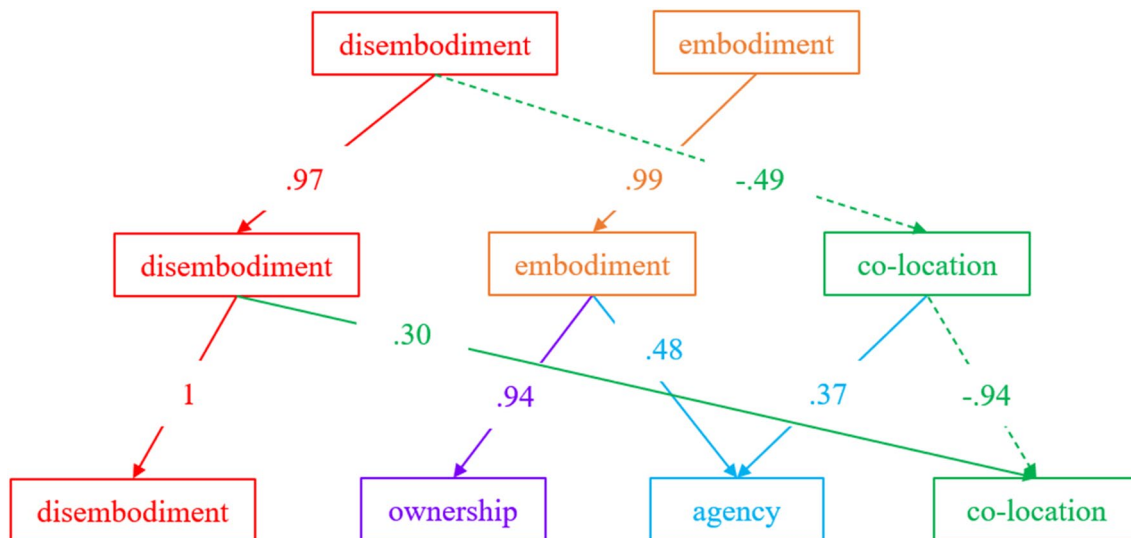 disembodiment
embodiment
.97
.99
-.49
disembodiment
embodiment
co-location
.30
.48
1
.94
.37
-.94
disembodiment
ownership
agency
co-location